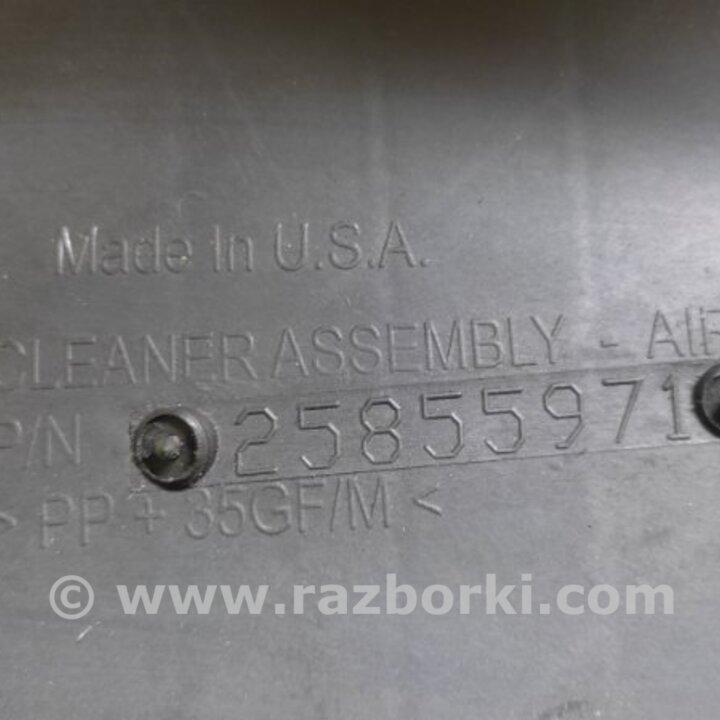 Made In U.S.A.
CLEANER ASSEMBLY - AIR
P/N 25855971
> PP + 35GF/M <
© www.razborki.com